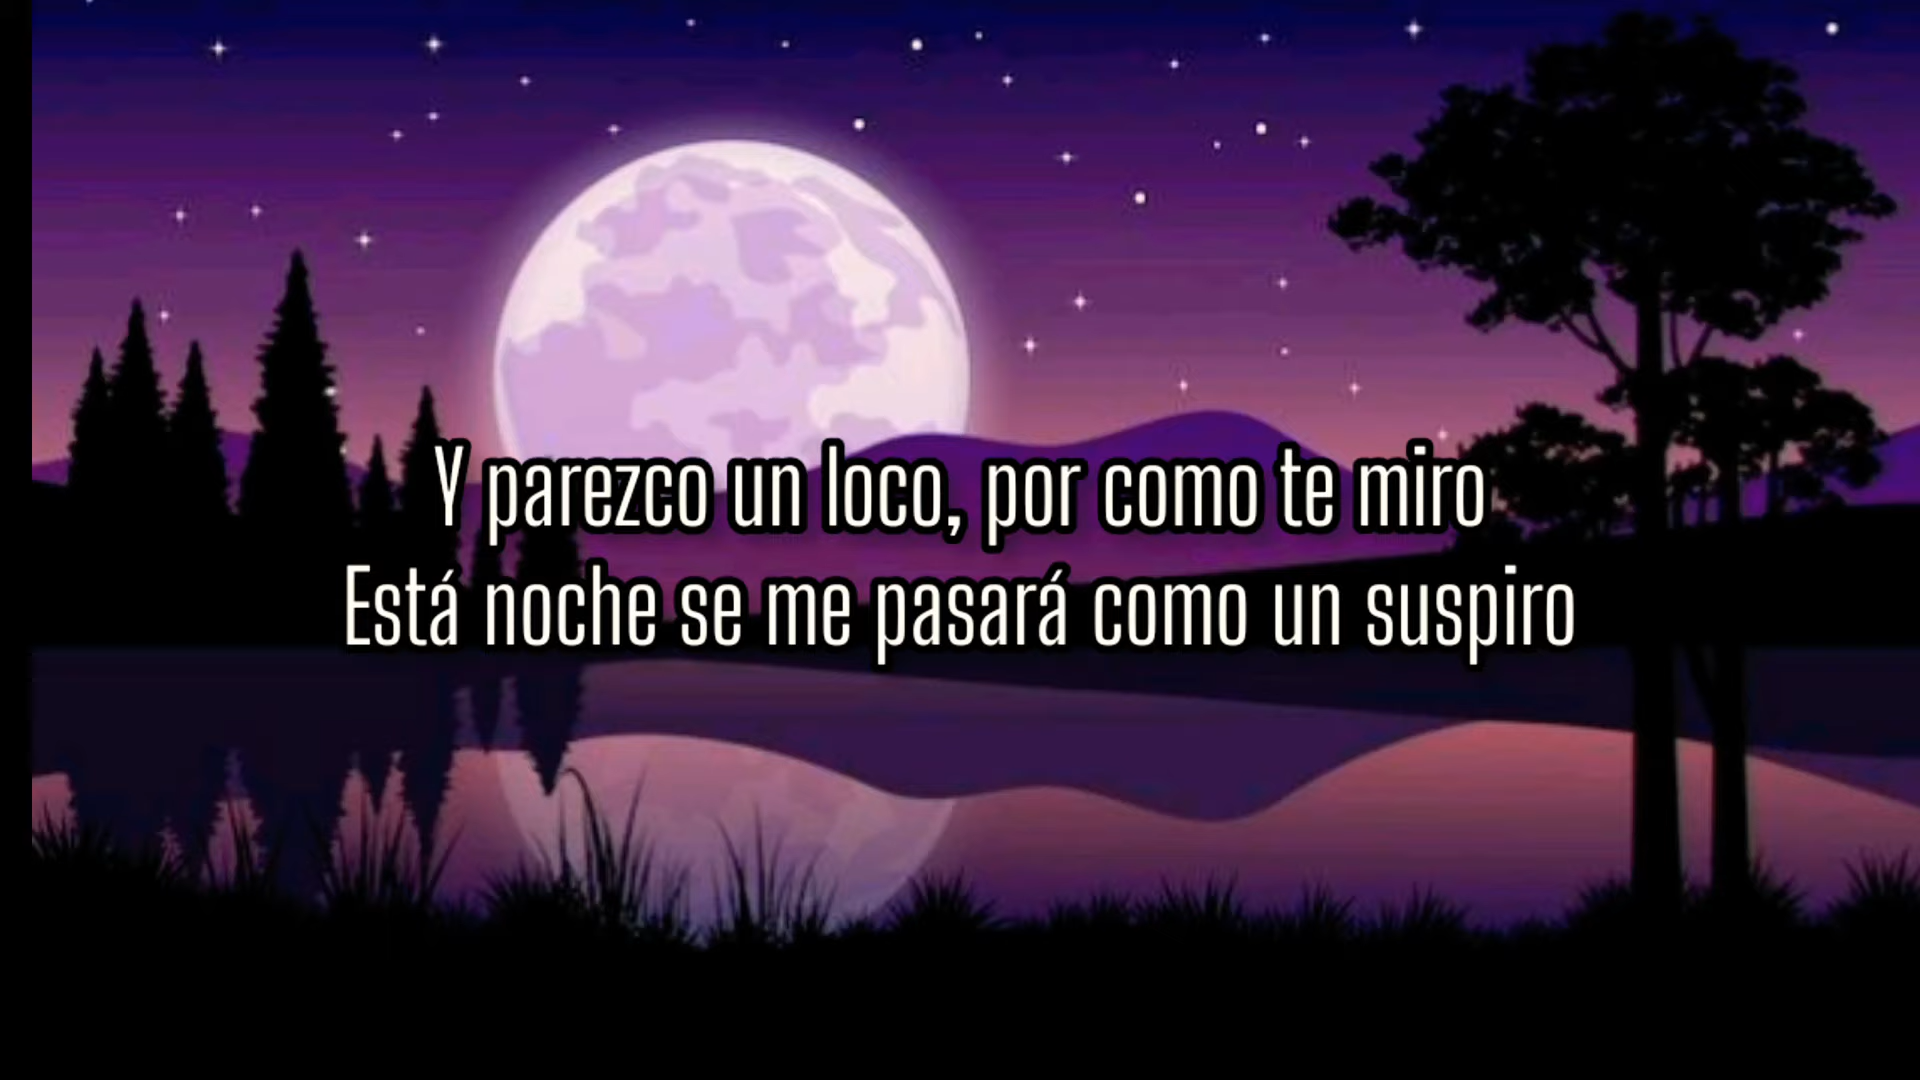 Y parezco un loco, por como te miro
Está noche se me pasará como un suspiro